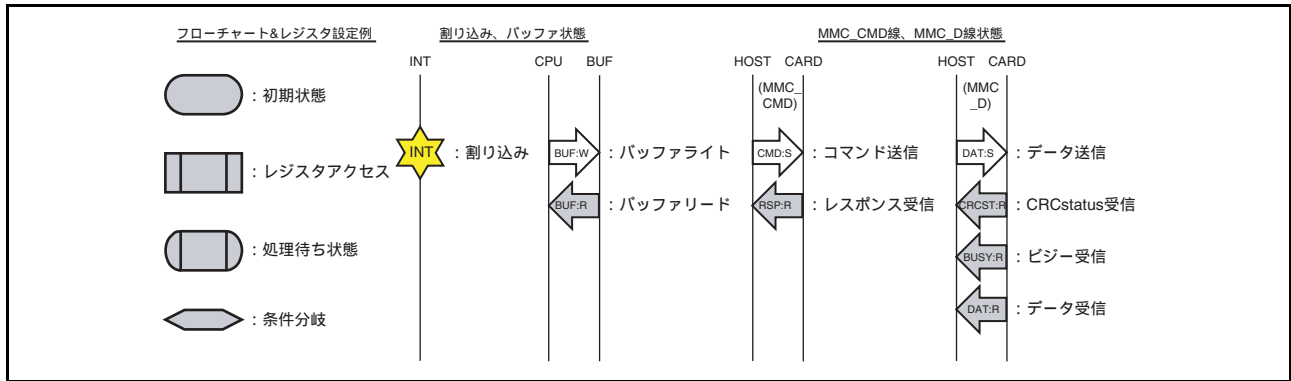 フローチャート&レジスタ設定例
割り込み、バッファ状態
MMC_CMD線、MMC_D線状態
INT
CPU BUF
HOST CARD
HOST CARD
(MMC_
CMD)
(MMC
_D)
：初期状態
INT
：割り込み
BUF:W
：バッファライト
CMD:S
：コマンド送信
DAT:S
：データ送信
：レジスタアクセス
BUF:R
：バッファリード
RSP:R
：レスポンス受信
CRCST:R
：CRCstatus受信
：処理待ち状態
BUSY:R
：ビジー受信
：条件分岐
DAT:R
：データ受信